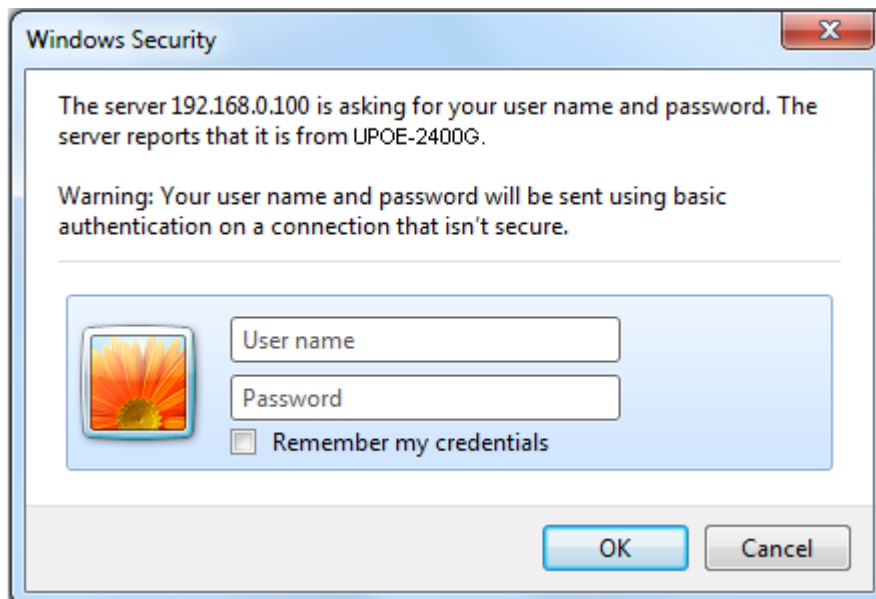 Windows Security
The server 192.168.0.100 is asking for your user name and password. The
server reports that it is from UPOE-2400G.
Warning: Your user name and password will be sent using basic
authentication on a connection that isn't secure.
User name
Password
Remember my credentials
OK
Cancel